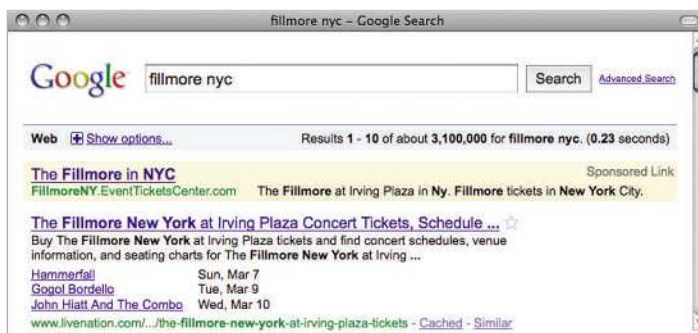 fillmore nyc – Google Search
Google fillmore nyc Search Advanced Search
Web + Show options... Results 1 - 10 of about 3,100,000 for fillmore nyc. (0.23 seconds)
The Fillmore in NYC Sponsored Link
FillmoreNY.EventTicketsCenter.com The Fillmore at Irving Plaza in Ny. Fillmore tickets in New York City.
The Fillmore New York at Irving Plaza Concert Tickets, Schedule ...
Buy The Fillmore New York at Irving Plaza tickets and find concert schedules, venue
information, and seating charts for The Fillmore New York at Irving ...
Hammerfall Sun, Mar 7
Gogol Bordello Tue, Mar 9
John Hiatt And The Combo Wed, Mar 10
www.livenation.com/.../the-fillmore-new-york-at-irving-plaza-tickets - Cached - Similar